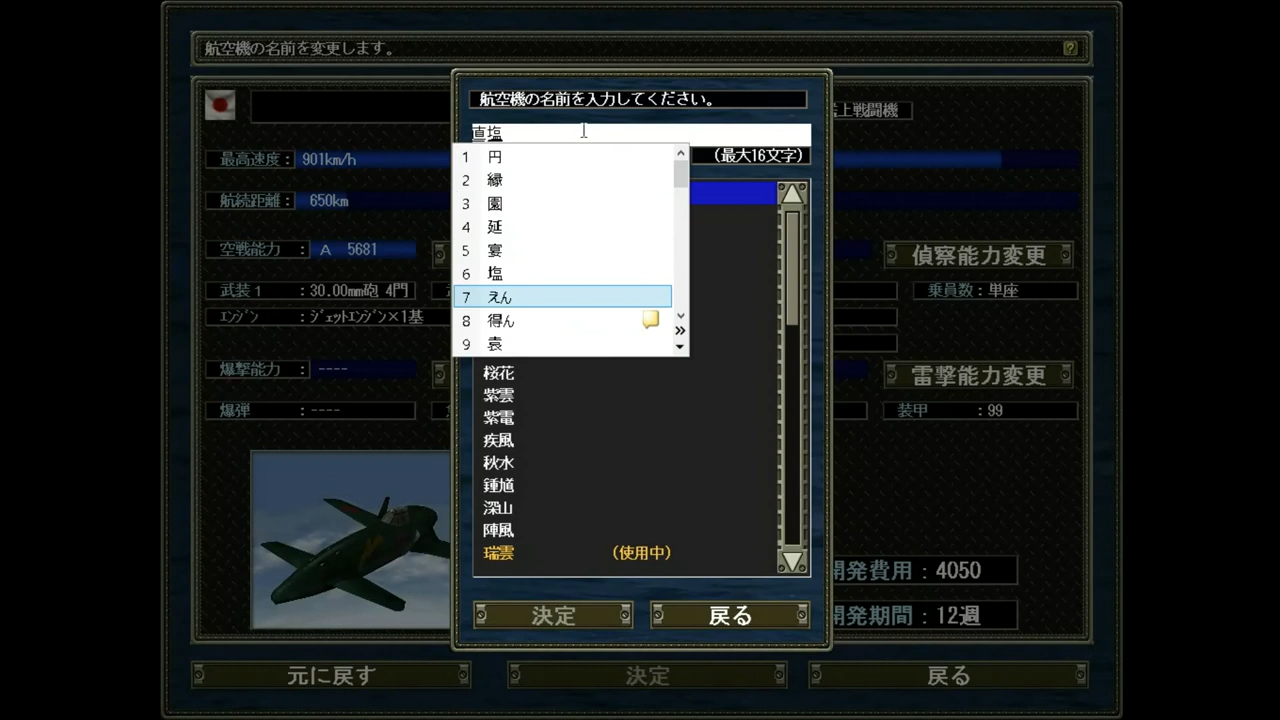 航空機の名前を変更します。
?
航空機の名前を入力してください。
直塩
(最大16文字)
上戦闘機
最高速度: 901km/h
航続距離: 650km
空戦能力 : A 5681
偵察能力変更
武装1 :30.00mm砲 4門
乗員数:単座
エンジン :ジェットエンジン×1基
爆撃能力 : ----
雷撃能力変更
爆弾 :----
装甲 :99
1 円
2 縁
3 園
4 延
5 宴
6 塩
7 えん
8 得ん
9 袁
桜花
紫雲
紫電
疾風
秋水
鍾馗
深山
陣風
瑞雲 (使用中)
開発費用:4050
開発期間:12週
決定 戻る
元に戻す 決定 戻る